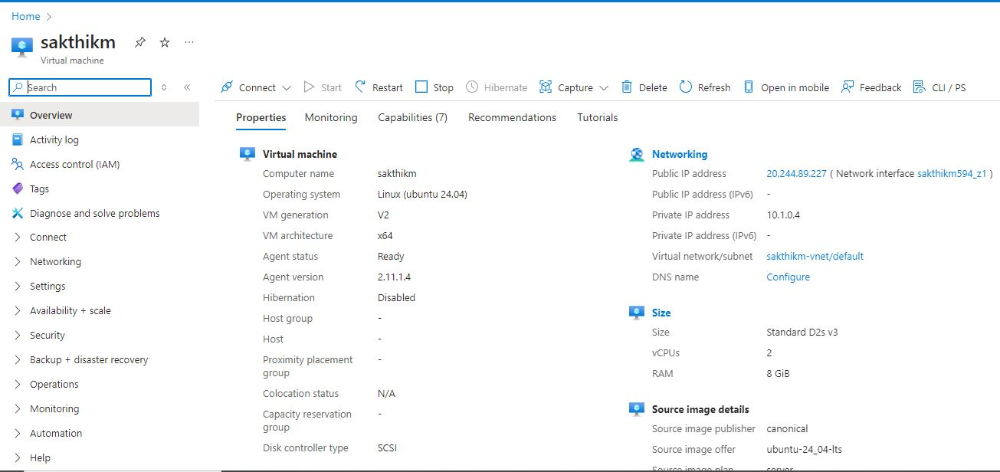 Home
sakthikm
Virtual machine
Search
Overview
Activity log
Access control (IAM)
Tags
Diagnose and solve problems
Connect
Networking
Settings
Availability + scale
Security
Backup + disaster recovery
Operations
Monitoring
Automation
Help
Connect Start Restart Stop Hibernate Capture Delete Refresh Open in mobile Feedback CLI / PS
Properties Monitoring Capabilities (7) Recommendations Tutorials
Virtual machine
Computer name sakthikm
Operating system Linux (ubuntu 24.04)
VM generation V2
VM architecture x64
Agent status Ready
Agent version 2.11.1.4
Hibernation Disabled
Host group -
Host -
Proximity placement -
group
Colocation status N/A
Capacity reservation -
group
Disk controller type SCSI
Networking
Public IP address 20.244.89.227 ( Network interface sakthikm594_z1 )
Public IP address (IPv6) -
Private IP address 10.1.0.4
Private IP address (IPv6) -
Virtual network/subnet sakthikm-vnet/default
DNS name Configure
Size
Size Standard D2s v3
vCPUs 2
RAM 8 GiB
Source image details
Source image publisher canonical
Source image offer ubuntu-24_04-lts
Source image plan server